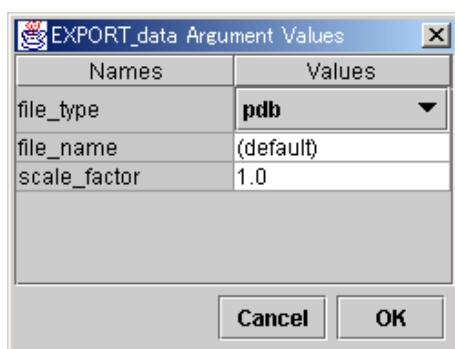 EXPORT_data Argument Values
Names Values
file_type pdb
file_name (default)
scale_factor 1.0
Cancel OK